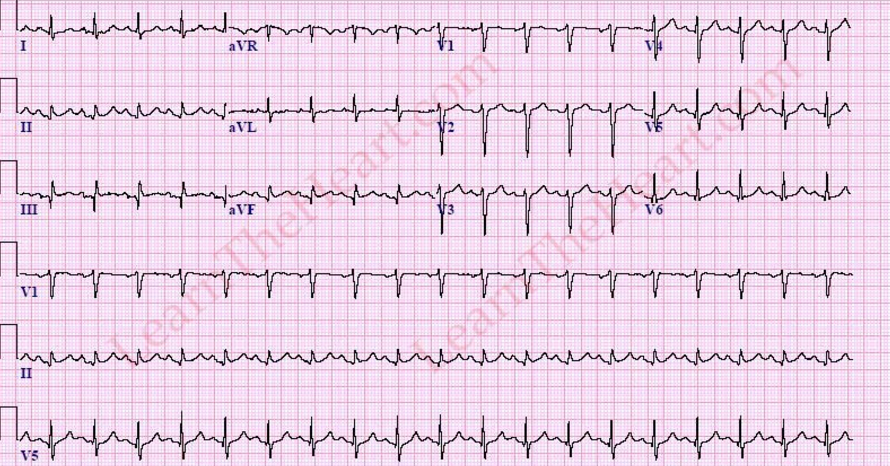 I aVR V1 V4
II aVL V2 V5
III aVF V3 V6
V1
II
V5
LearnTheHeart.com
LearnTheHeart.com